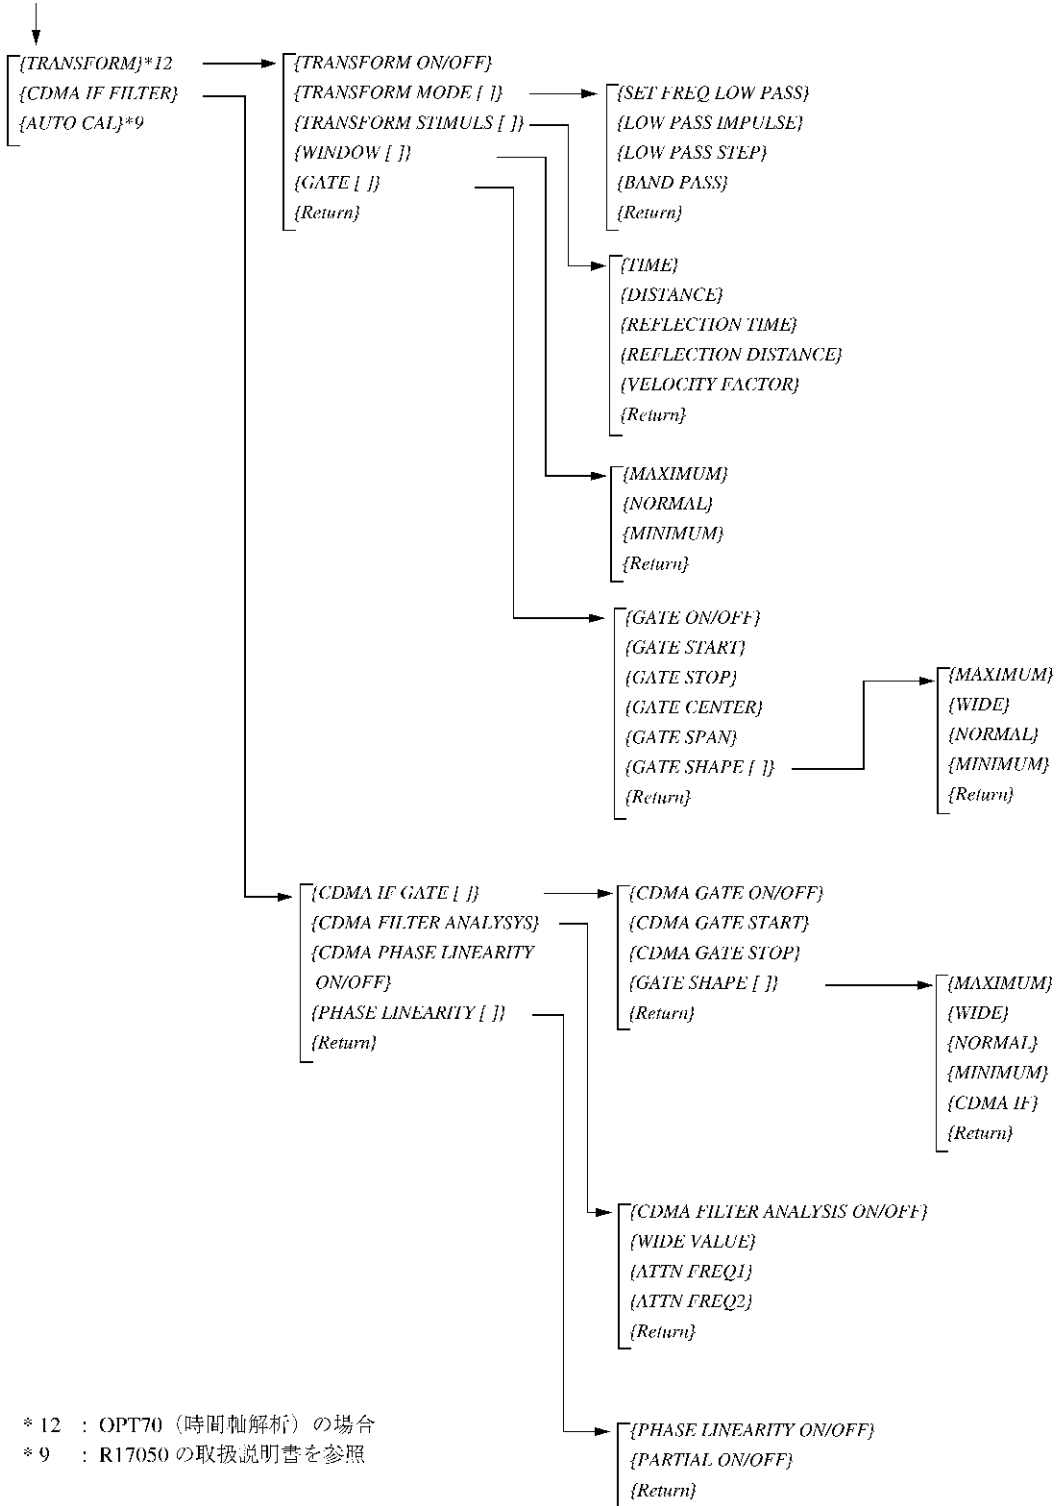 {TRANSFORM}*12
{CDMA IF FILTER}
{AUTO CAL}*9
{TRANSFORM ON/OFF}
{TRANSFORM MODE [ ]}
{TRANSFORM STIMULS [ ]}
{WINDOW [ ]}
{GATE [ ]}
{Return}
{SET FREQ LOW PASS}
{LOW PASS IMPULSE}
{LOW PASS STEP}
{BAND PASS}
{Return}
{TIME}
{DISTANCE}
{REFLECTION TIME}
{REFLECTION DISTANCE}
{VELOCITY FACTOR}
{Return}
{MAXIMUM}
{NORMAL}
{MINIMUM}
{Return}
{GATE ON/OFF}
{GATE START}
{GATE STOP}
{GATE CENTER}
{GATE SPAN}
{GATE SHAPE [ ]}
{Return}
{MAXIMUM}
{WIDE}
{NORMAL}
{MINIMUM}
{Return}
{CDMA IF GATE [ ]}
{CDMA FILTER ANALYSYS}
{CDMA PHASE LINEARITY
ON/OFF}
{PHASE LINEARITY [ ]}
{Return}
{CDMA GATE ON/OFF}
{CDMA GATE START}
{CDMA GATE STOP}
{GATE SHAPE [ ]}
{Return}
{MAXIMUM}
{WIDE}
{NORMAL}
{MINIMUM}
{CDMA IF}
{Return}
{CDMA FILTER ANALYSIS ON/OFF}
{WIDE VALUE}
{ATTN FREQ1}
{ATTN FREQ2}
{Return}
{PHASE LINEARITY ON/OFF}
{PARTIAL ON/OFF}
{Return}
* 12 : OPT70（時間軸解析）の場合
* 9 : R17050 の取扱説明書を参照